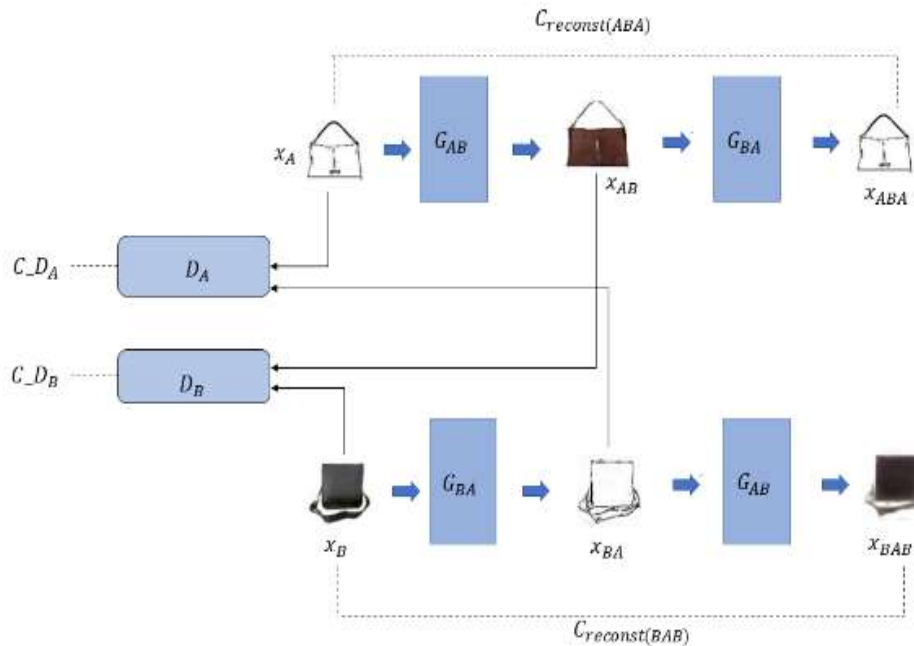 C_reconst(ABA)
x_A
G_AB
x_AB
G_BA
x_ABA
C_D_A
D_A
C_D_B
D_B
x_B
G_BA
x_BA
G_AB
x_BAB
C_reconst(BAB)